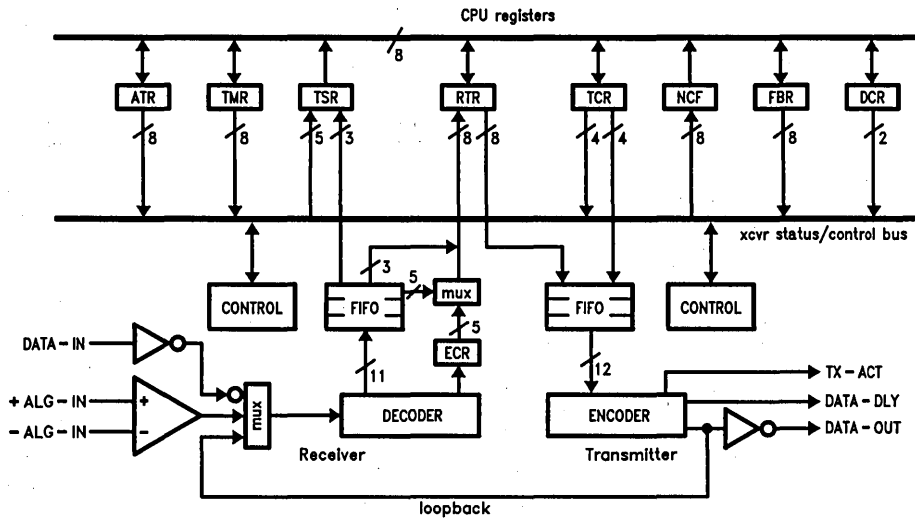 CPU registers
8
ATR
TMR
TSR
RTR
TCR
NCF
FBR
DCR
8
8
5
3
8
8
4
4
8
8
2
xcvr status/control bus
3
5
CONTROL
FIFO
mux
FIFO
CONTROL
DATA-IN
5
ECR
11
12
TX-ACT
+ ALG-IN
+
mux
DECODER
ENCODER
DATA-DLY
- ALG-IN
-
DATA-OUT
Receiver
Transmitter
loopback